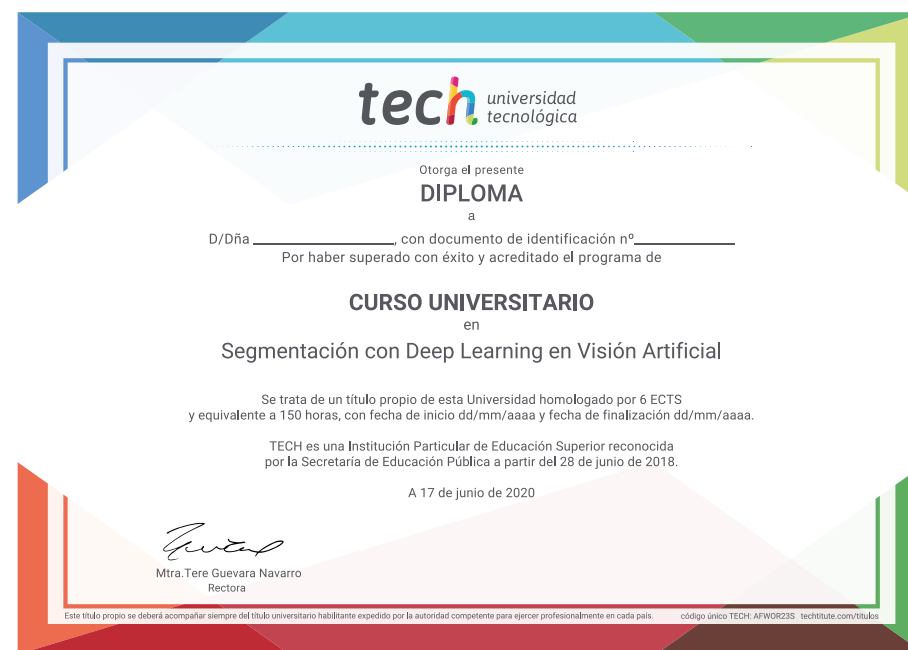 tech universidad
tecnológica
Otorga el presente
DIPLOMA
a
D/Dña ________________, con documento de identificación nº____________
Por haber superado con éxito y acreditado el programa de
CURSO UNIVERSITARIO
en
Segmentación con Deep Learning en Visión Artificial
Se trata de un título propio de esta Universidad homologado por 6 ECTS
y equivalente a 150 horas, con fecha de inicio dd/mm/aaaa y fecha de finalización dd/mm/aaaa.
TECH es una Institución Particular de Educación Superior reconocida
por la Secretaría de Educación Pública a partir del 28 de junio de 2018.
A 17 de junio de 2020
Mtra.Tere Guevara Navarro
Rectora
Este título propio se deberá acompañar siempre del título universitario habilitante expedido por la autoridad competente para ejercer profesionalmente en cada país. código único TECH: AFWOR23S techtitute.com/titulos